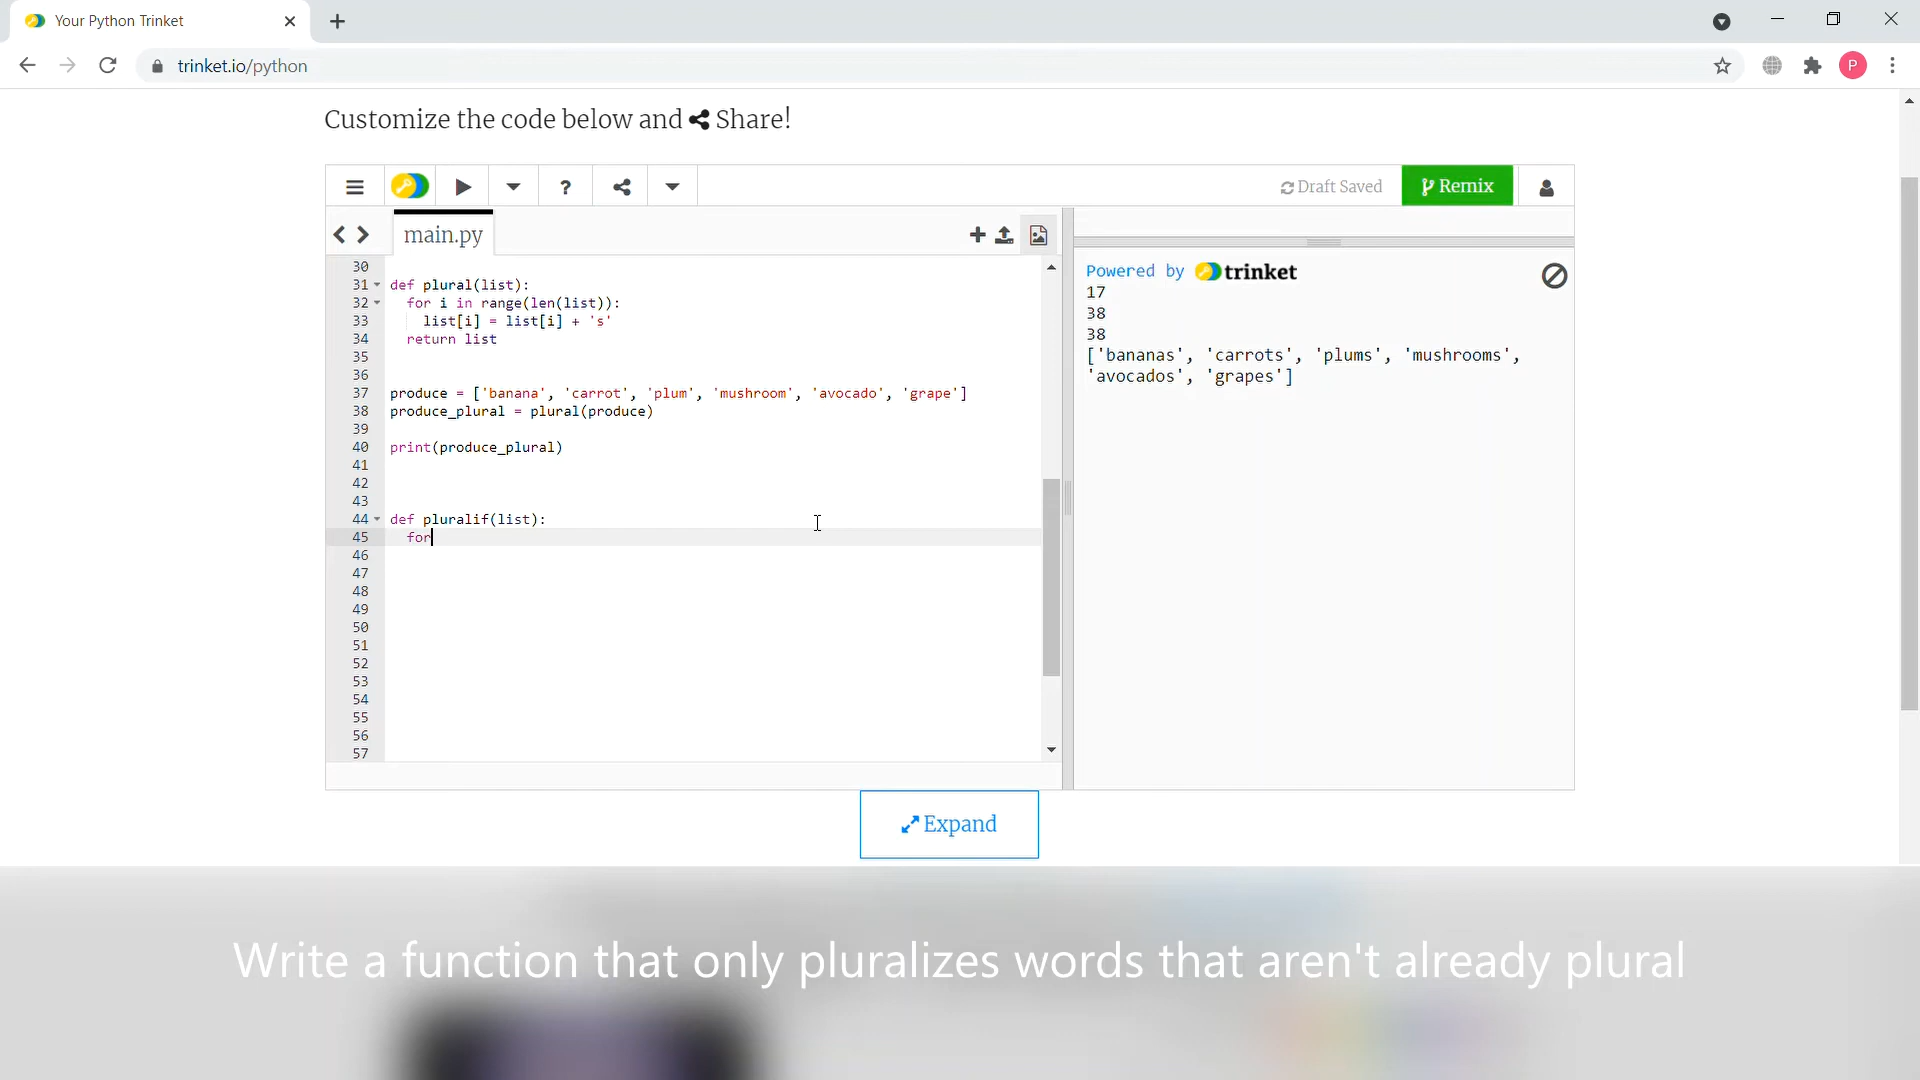 Your Python Trinket
trinket.io/python
P
Customize the code below and Share!
?
Draft Saved
Remix
main.py
30
31 def plural(list):
32 for i in range(len(list)):
33 list[i] = list[i] + 's'
34 return list
35
36
37 produce = ['banana', 'carrot', 'plum', 'mushroom', 'avocado', 'grape']
38 produce_plural = plural(produce)
39
40 print(produce_plural)
41
42
43
44 def pluralif(list):
45 for
46
47
48
49
50
51
52
53
54
55
56
57
Powered by trinket
17
38
38
['bananas', 'carrots', 'plums', 'mushrooms',
'avocados', 'grapes']
Expand
Write a function that only pluralizes words that aren't already plural